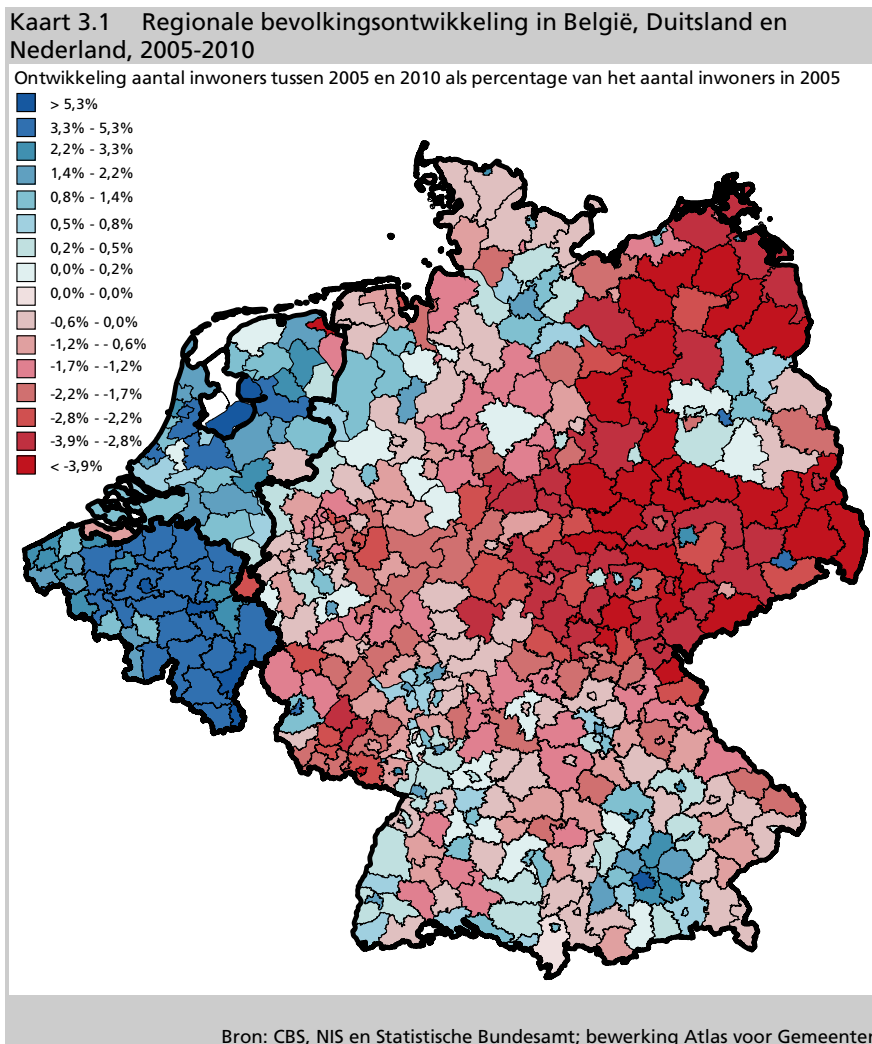 Kaart 3.1 Regionale bevolkingsontwikkeling in België, Duitsland en
Nederland, 2005-2010
Ontwikkeling aantal inwoners tussen 2005 en 2010 als percentage van het aantal inwoners in 2005
> 5,3%
3,3% - 5,3%
2,2% - 3,3%
1,4% - 2,2%
0,8% - 1,4%
0,5% - 0,8%
0,2% - 0,5%
0,0% - 0,2%
0,0% - 0,0%
-0,6% - 0,0%
-1,2% - -0,6%
-1,7% - -1,2%
-2,2% - -1,7%
-2,8% - -2,2%
-3,9% - -2,8%
< -3,9%
Bron: CBS, NIS en Statistische Bundesamt; bewerking Atlas voor Gemeenten